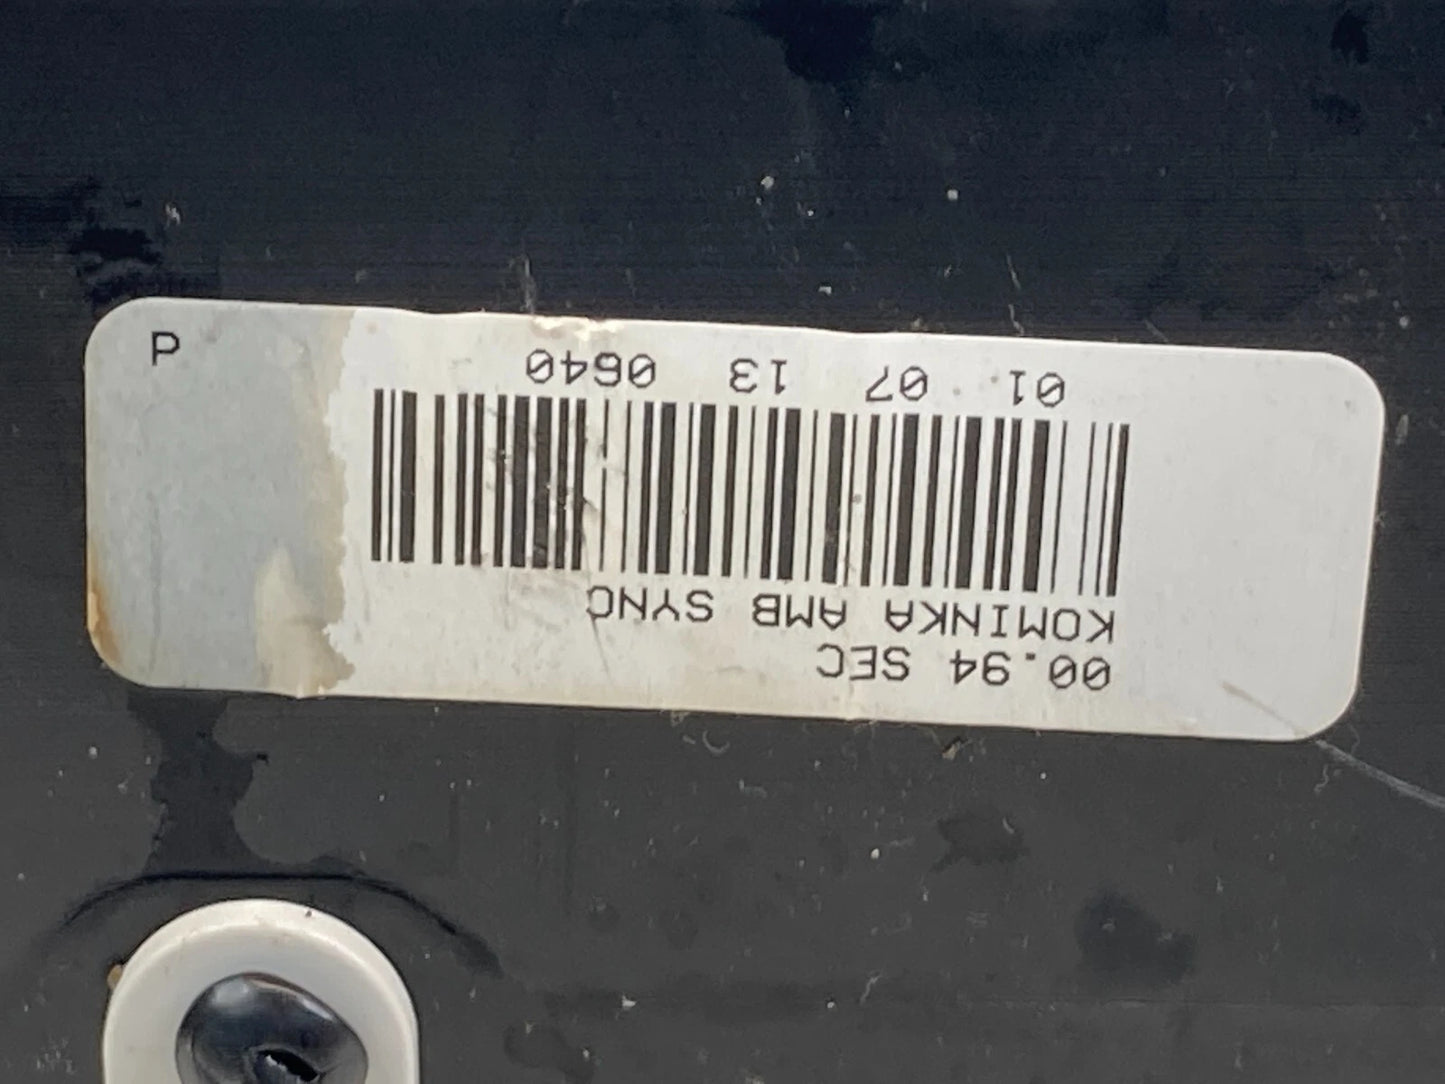 00.94 SEC
KOMINKA AMB SYNC
01 07 13 0640
P